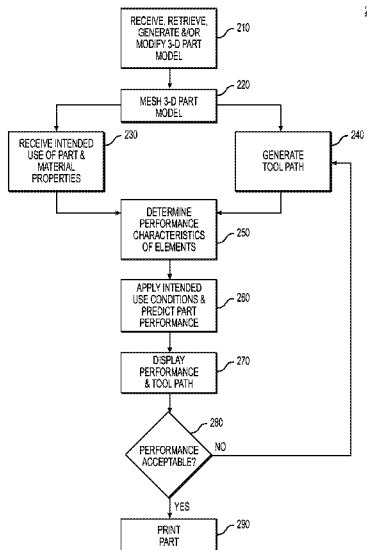 RECEIVE, RETRIEVE,
GENERATE &/OR
MODIFY 3-D PART
MODEL
210
MESH 3-D PART
MODEL
220
RECEIVE INTENDED
USE OF PART &
MATERIAL
PROPERTIES
230
GENERATE
TOOL PATH
240
DETERMINE
PERFORMANCE
CHARACTERISTICS
OF ELEMENTS
250
APPLY INTENDED
USE CONDITIONS &
PREDICT PART
PERFORMANCE
260
DISPLAY
PERFORMANCE
& TOOL PATH
270
PERFORMANCE
ACCEPTABLE?
280
NO
YES
PRINT
PART
290